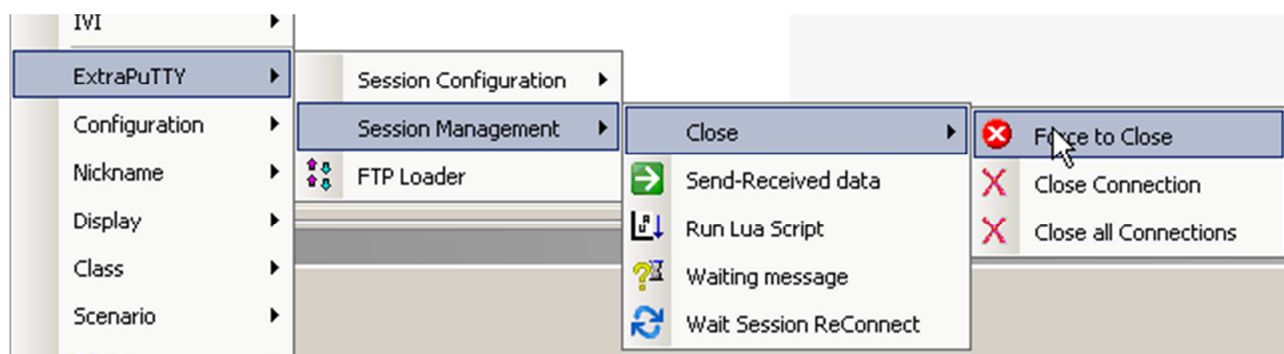 IVI
ExtraPuTTY
Configuration
Nickname
Display
Class
Scenario
Session Configuration
Session Management
FTP Loader
Close
Send-Received data
Run Lua Script
Waiting message
Wait Session ReConnect
Force to Close
Close Connection
Close all Connections